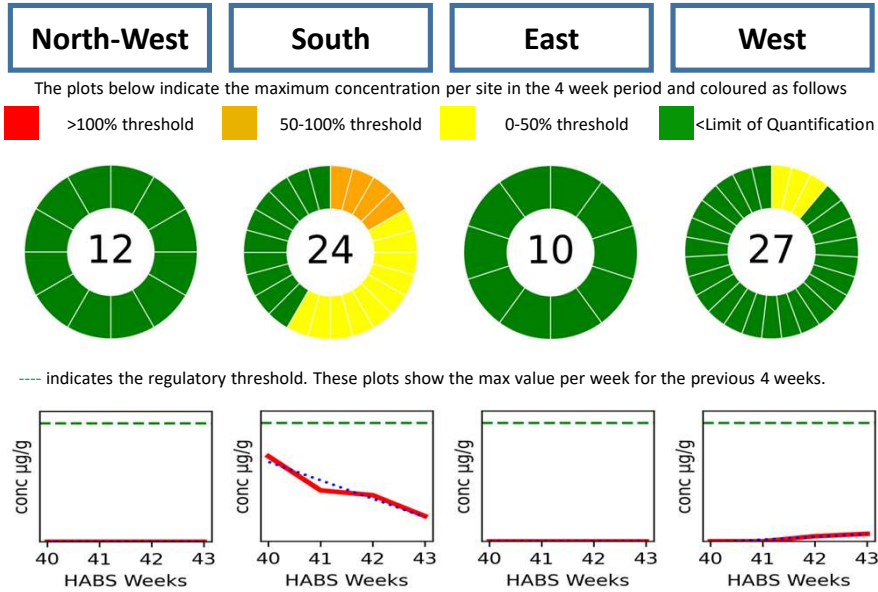 North-West South East West
The plots below indicate the maximum concentration per site in the 4 week period and coloured as follows
>100% threshold 50-100% threshold 0-50% threshold <Limit of Quantification
12 24 10 27
---- indicates the regulatory threshold. These plots show the max value per week for the previous 4 weeks.
conc µg/g conc µg/g conc µg/g conc µg/g
40 41 42 43 40 41 42 43 40 41 42 43 40 41 42 43
HABS Weeks HABS Weeks HABS Weeks HABS Weeks